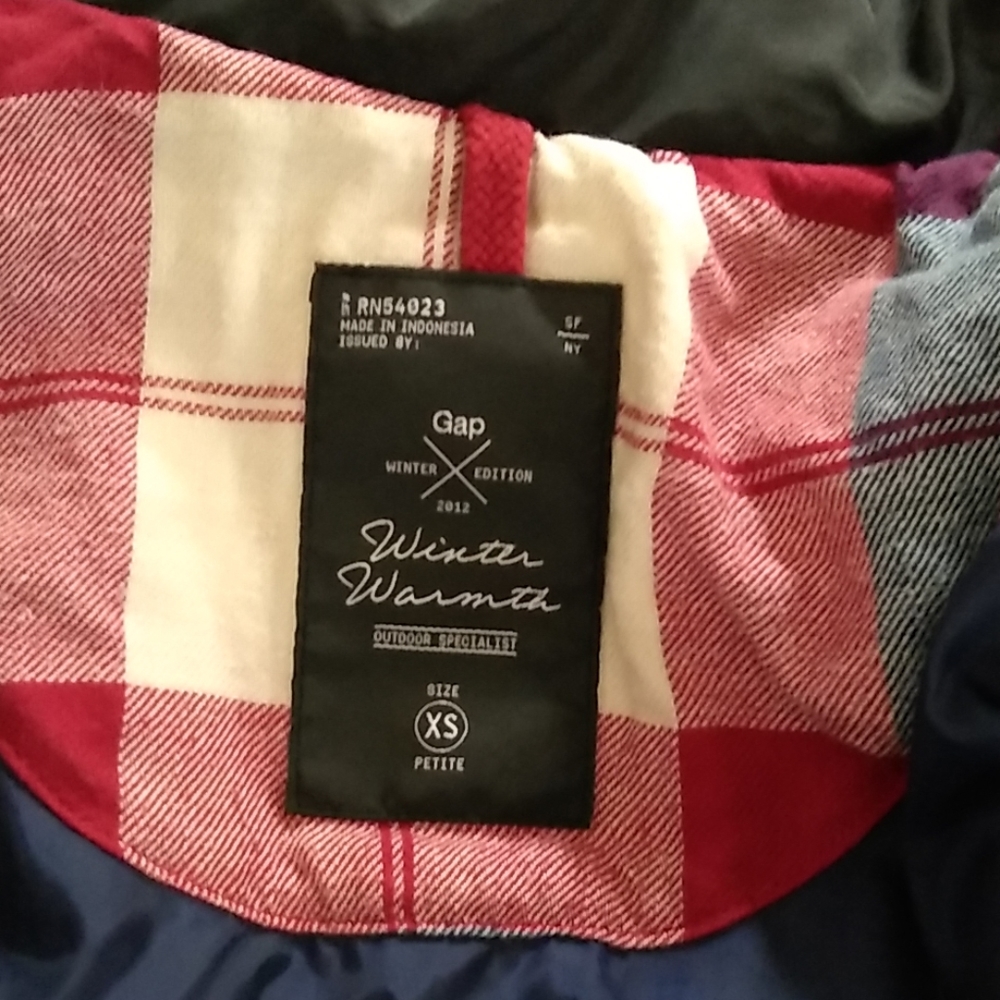 RN54023
MADE IN INDONESIA
ISSUED BY:
SF
NY
Gap
WINTER EDITION
2012
Winter
Warmth
OUTDOOR SPECIALIST
SIZE
XS
PETITE